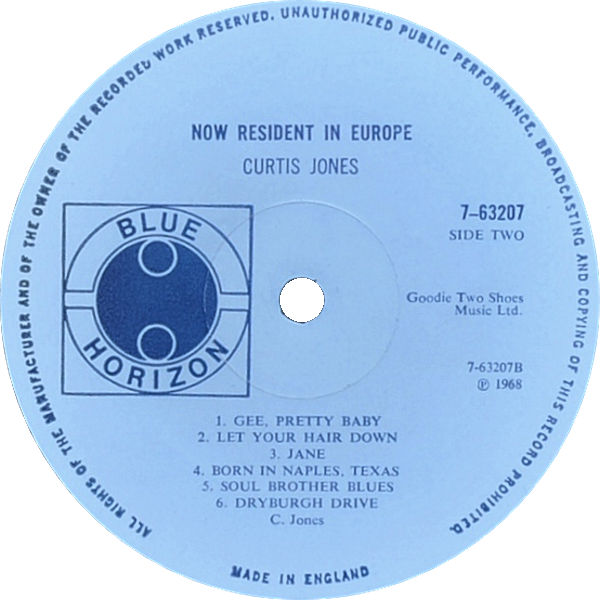 ALL RIGHTS OF THE MANUFACTURER AND OF THE OWNER OF THE RECORDED WORK RESERVED. UNAUTHORIZED PUBLIC PERFORMANCE, BROADCASTING AND COPYING OF THIS RECORD PROHIBITED.
NOW RESIDENT IN EUROPE
CURTIS JONES
BLUE
HORIZON
7–63207
SIDE TWO
Goodie Two Shoes
Music Ltd.
7-63207B
℗ 1968
1. GEE, PRETTY BABY
2. LET YOUR HAIR DOWN
3. JANE
4. BORN IN NAPLES, TEXAS
5. SOUL BROTHER BLUES
6. DRYBURGH DRIVE
C. Jones
MADE IN ENGLAND